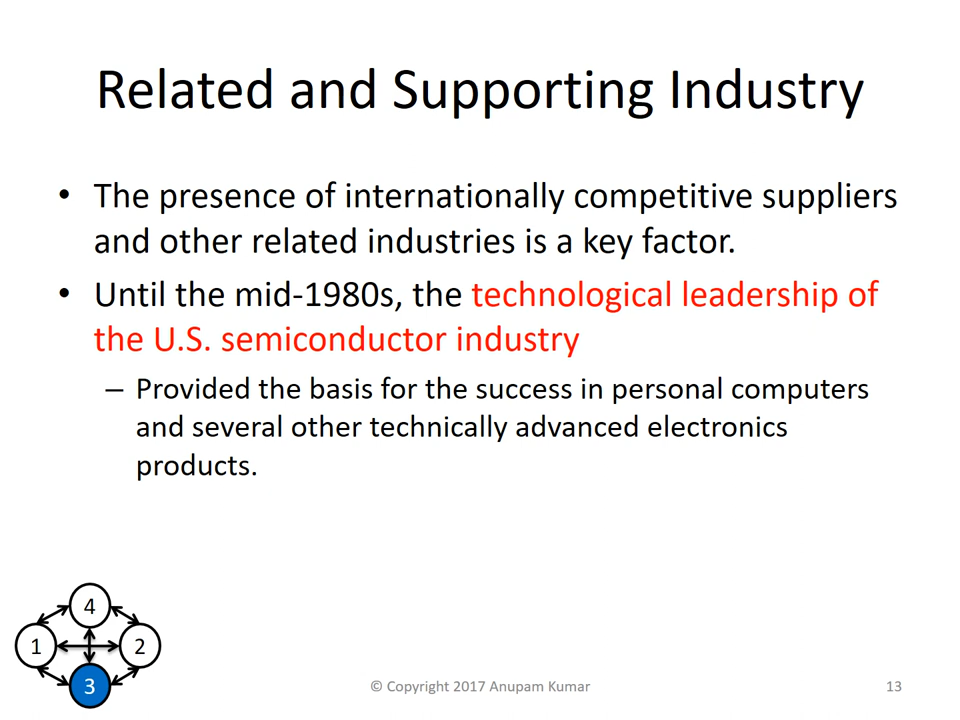 Related and Supporting Industry
• The presence of internationally competitive suppliers
and other related industries is a key factor.
• Until the mid-1980s, the technological leadership of
the U.S. semiconductor industry
– Provided the basis for the success in personal computers
and several other technically advanced electronics
products.
4
1 2
3
© Copyright 2017 Anupam Kumar
13